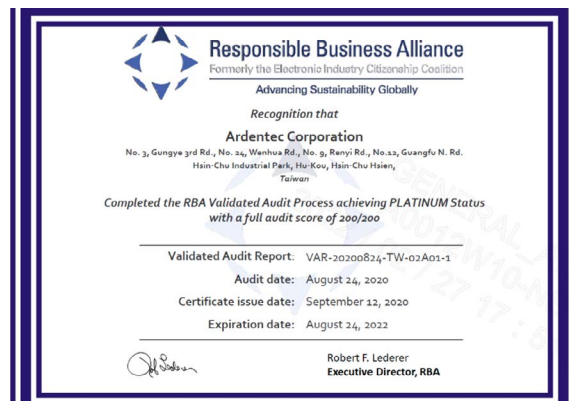 Responsible Business Alliance
Formerly the Electronic Industry Citizenship Coalition
Advancing Sustainability Globally
Recognition that
Ardentec Corporation
No. 3, Gungye 3rd Rd., No. 24, Wenhua Rd., No. 9, Renyi Rd., No.12, Guangfu N. Rd.
Hsin-Chu Industrial Park, Hu-Kou, Hsin-Chu Hsien,
Taiwan
Completed the RBA Validated Audit Process achieving PLATINUM Status
with a full audit score of 200/200
Validated Audit Report: VAR-20200824-TW-02A01-1
Audit date: August 24, 2020
Certificate issue date: September 12, 2020
Expiration date: August 24, 2022
Robert F. Lederer
Executive Director, RBA